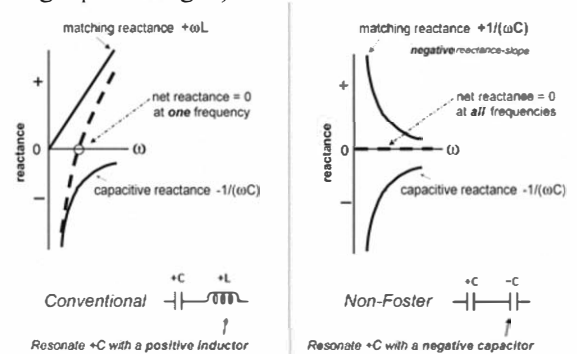 matching reactance +ωL
+
0
−
reactance
net reactance = 0
at one frequency
ω
capacitive reactance -1/(ωC)
+C +L
Conventional
Resonate +C with a positive inductor
matching reactance +1/(ωC)
negative reactance-slope
+
0
−
reactance
net reactance = 0
at all frequencies
ω
capacitive reactance -1/(ωC)
+C −C
Non-Foster
Resonate +C with a negative capacitor